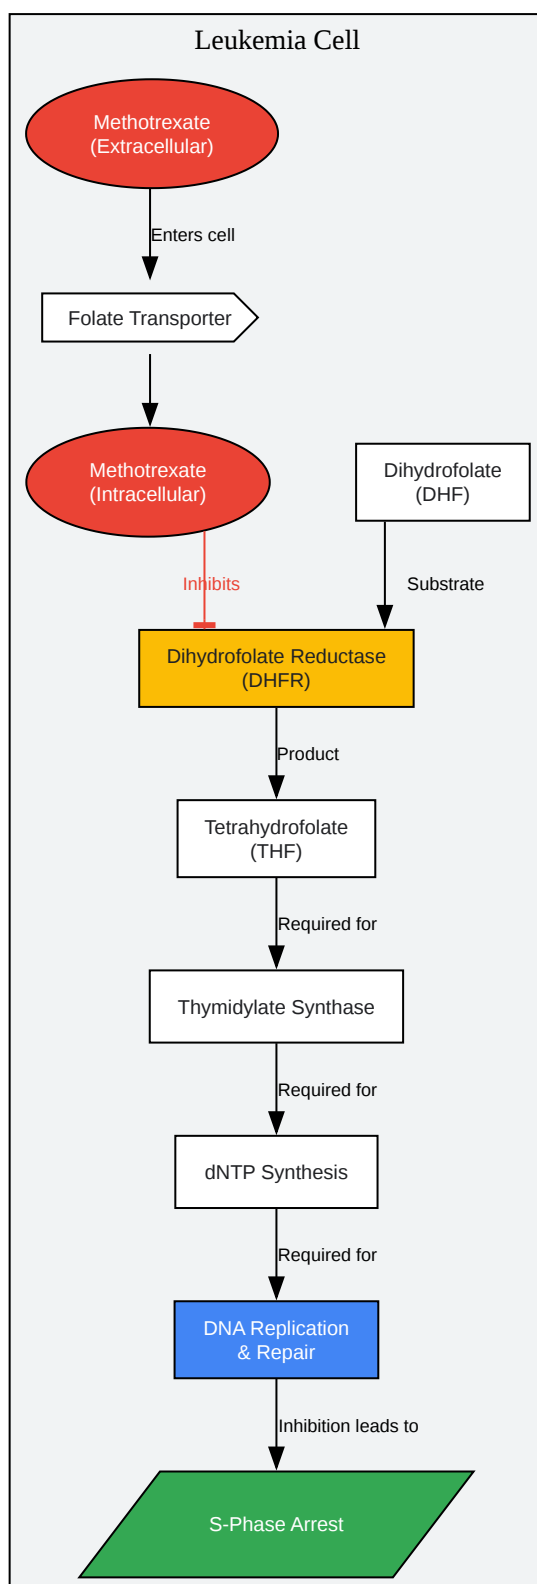 Leukemia Cell
Methotrexate
(Extracellular)
Enters cell
Folate Transporter
Methotrexate
(Intracellular)
Dihydrofolate
(DHF)
Inhibits
Substrate
Dihydrofolate Reductase
(DHFR)
Product
Tetrahydrofolate
(THF)
Required for
Thymidylate Synthase
Required for
dNTP Synthesis
Required for
DNA Replication
& Repair
Inhibition leads to
S-Phase Arrest